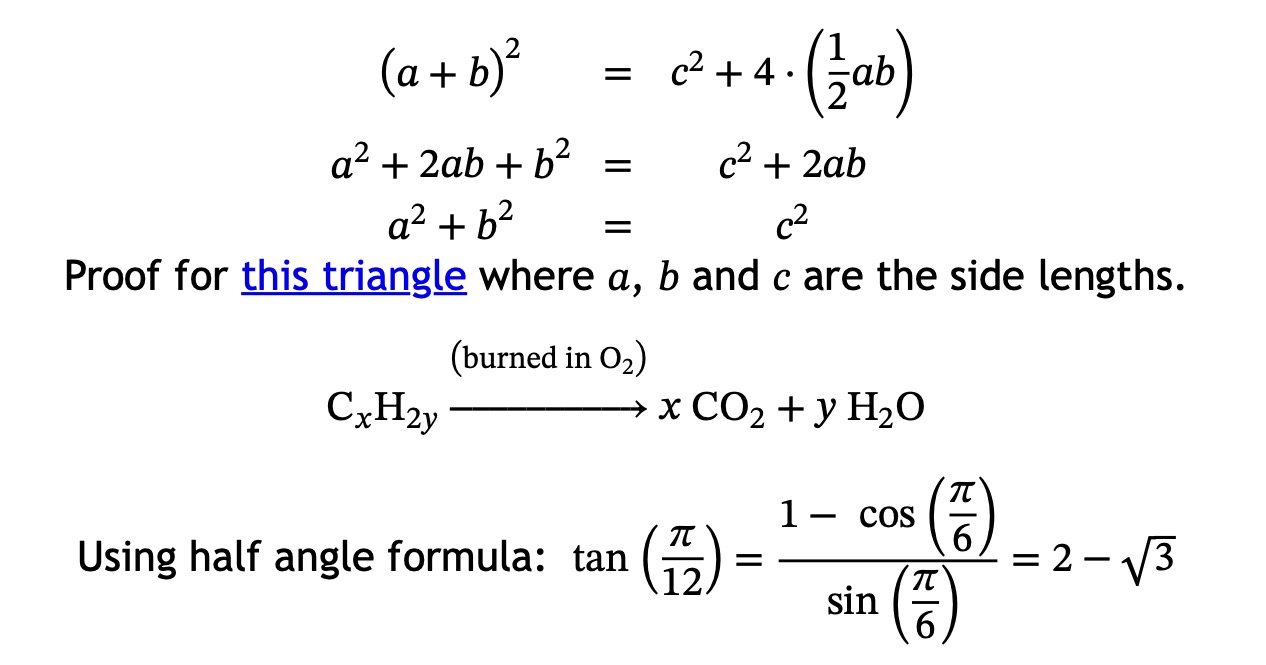 (a + b)² = c² + 4 · (½ab)
a² + 2ab + b² = c² + 2ab
a² + b² = c²
Proof for this triangle where a, b and c are the side lengths.
(burned in O₂)
CₓH₂ᵧ ⟶ x CO₂ + y H₂O
Using half angle formula: tan (π/12) = (1 − cos (π/6)) / (sin (π/6)) = 2 − √3